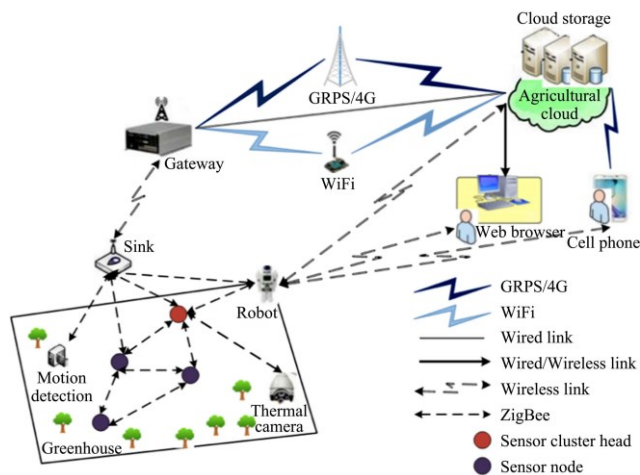 Cloud storage
GRPS/4G
Agricultural
cloud
Gateway
WiFi
Web browser
Cell phone
Sink
Robot
Motion
detection
Thermal
camera
Greenhouse
GRPS/4G
WiFi
Wired link
Wired/Wireless link
Wireless link
ZigBee
Sensor cluster head
Sensor node